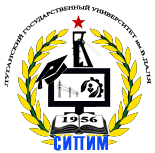 ЛУГАНСКИЙ ГОСУДАРСТВЕННЫЙ УНИВЕРСИТЕТ им. В. ДАЛЯ
1956
СИПИМ